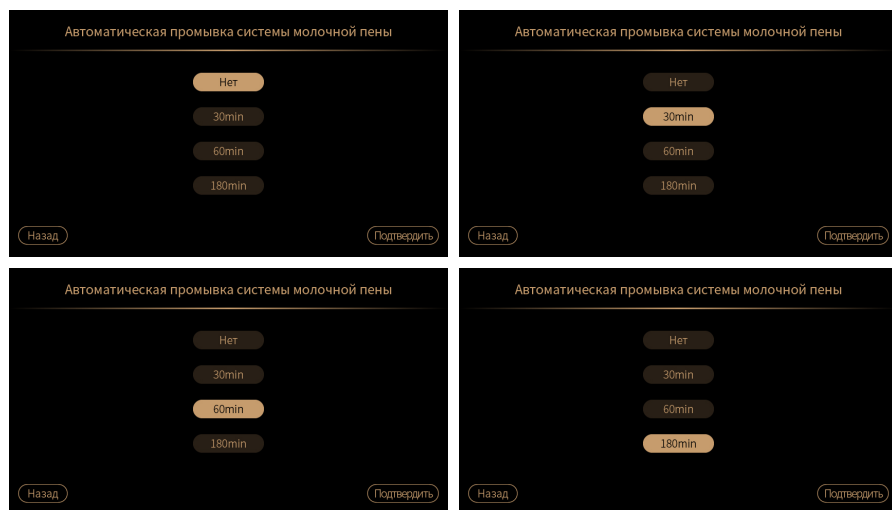 Автоматическая промывка системы молочной пены
Нет
30min
60min
180min
Назад
Подтвердить
Автоматическая промывка системы молочной пены
Нет
30min
60min
180min
Назад
Подтвердить
Автоматическая промывка системы молочной пены
Нет
30min
60min
180min
Назад
Подтвердить
Автоматическая промывка системы молочной пены
Нет
30min
60min
180min
Назад
Подтвердить